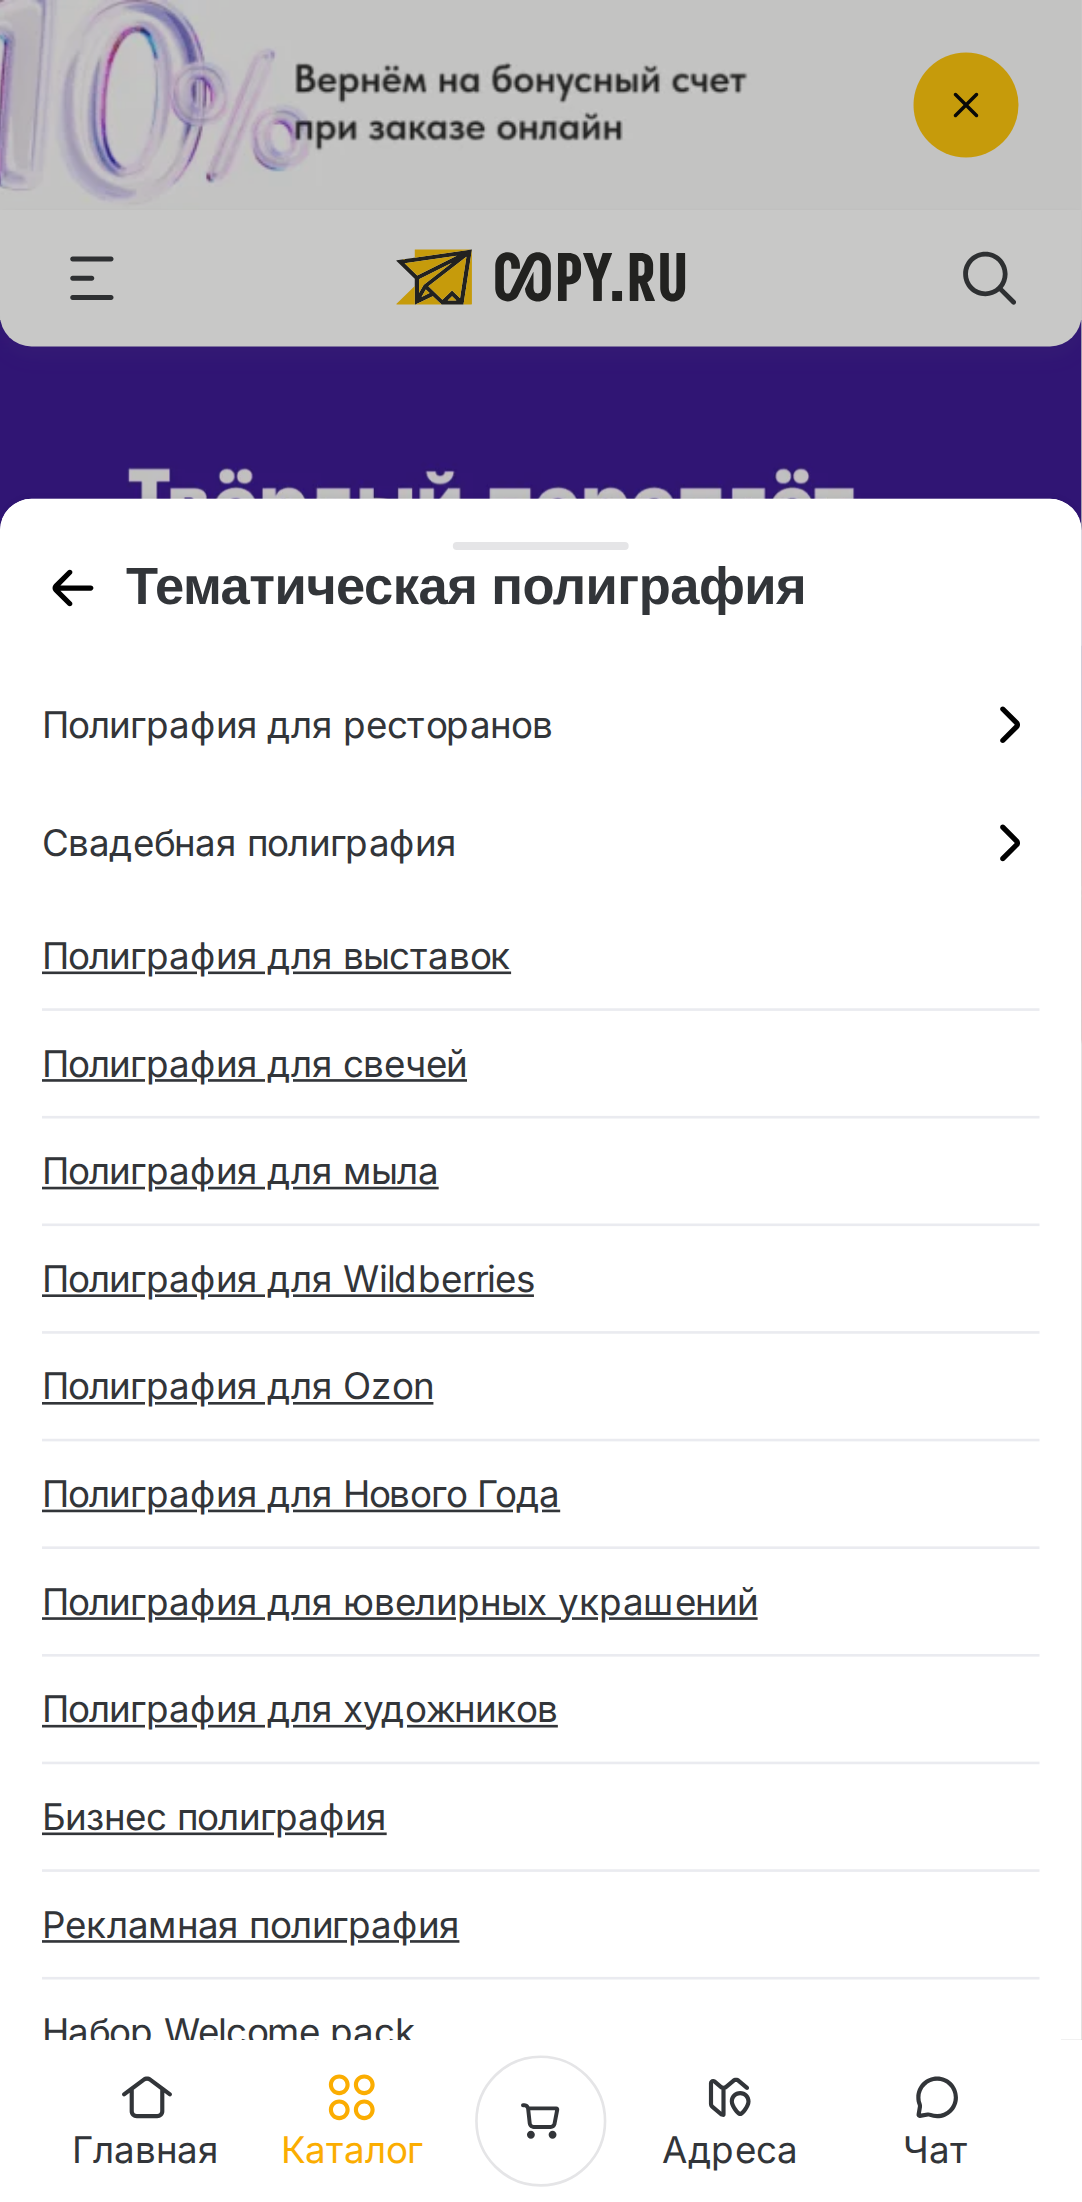 10%
Вернём на бонусный счет
при заказе онлайн
COPY.RU
Твёрдый переплёт
Тематическая полиграфия
Полиграфия для ресторанов
Свадебная полиграфия
Полиграфия для выставок
Полиграфия для свечей
Полиграфия для мыла
Полиграфия для Wildberries
Полиграфия для Ozon
Полиграфия для Нового Года
Полиграфия для ювелирных украшений
Полиграфия для художников
Бизнес полиграфия
Рекламная полиграфия
Набор Welcome pack
Главная
Каталог
Адреса
Чат